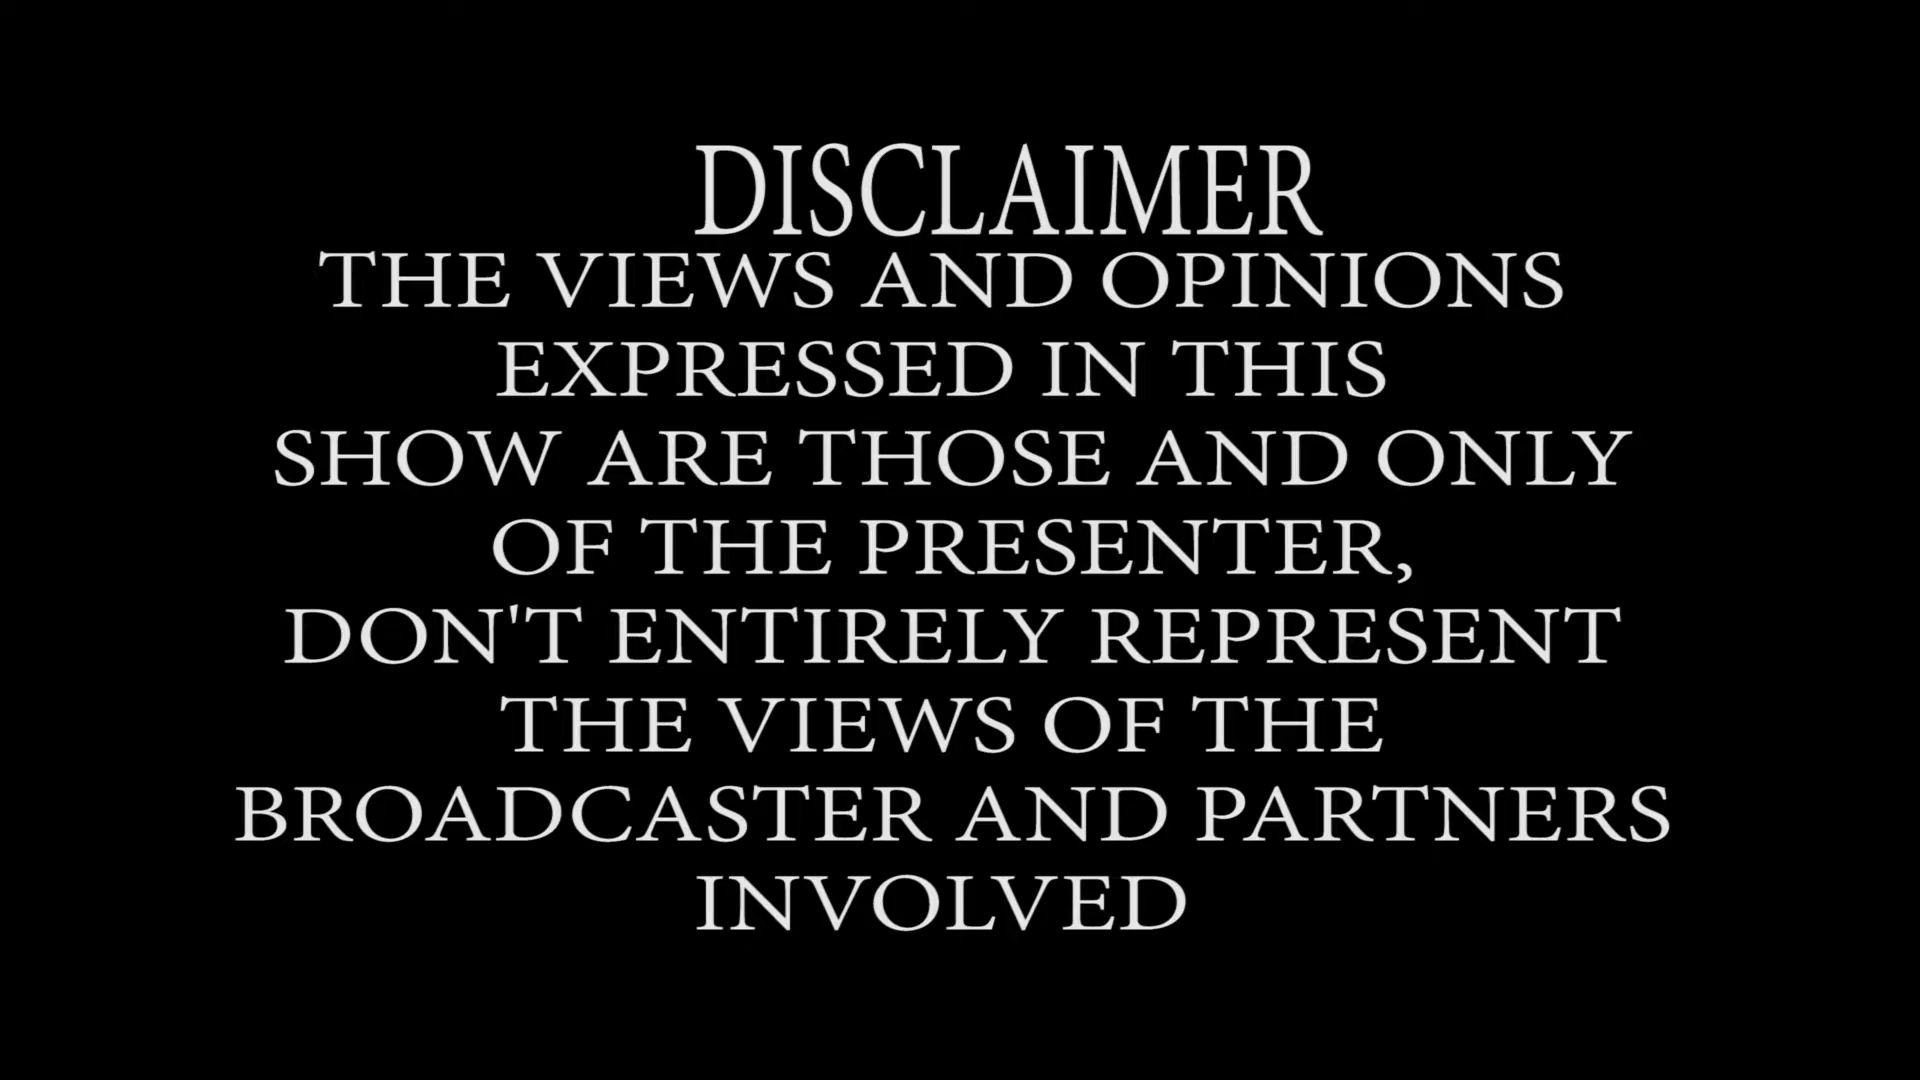 DISCLAIMER
THE VIEWS AND OPINIONS
EXPRESSED IN THIS
SHOW ARE THOSE AND ONLY
OF THE PRESENTER,
DON'T ENTIRELY REPRESENT
THE VIEWS OF THE
BROADCASTER AND PARTNERS
INVOLVED